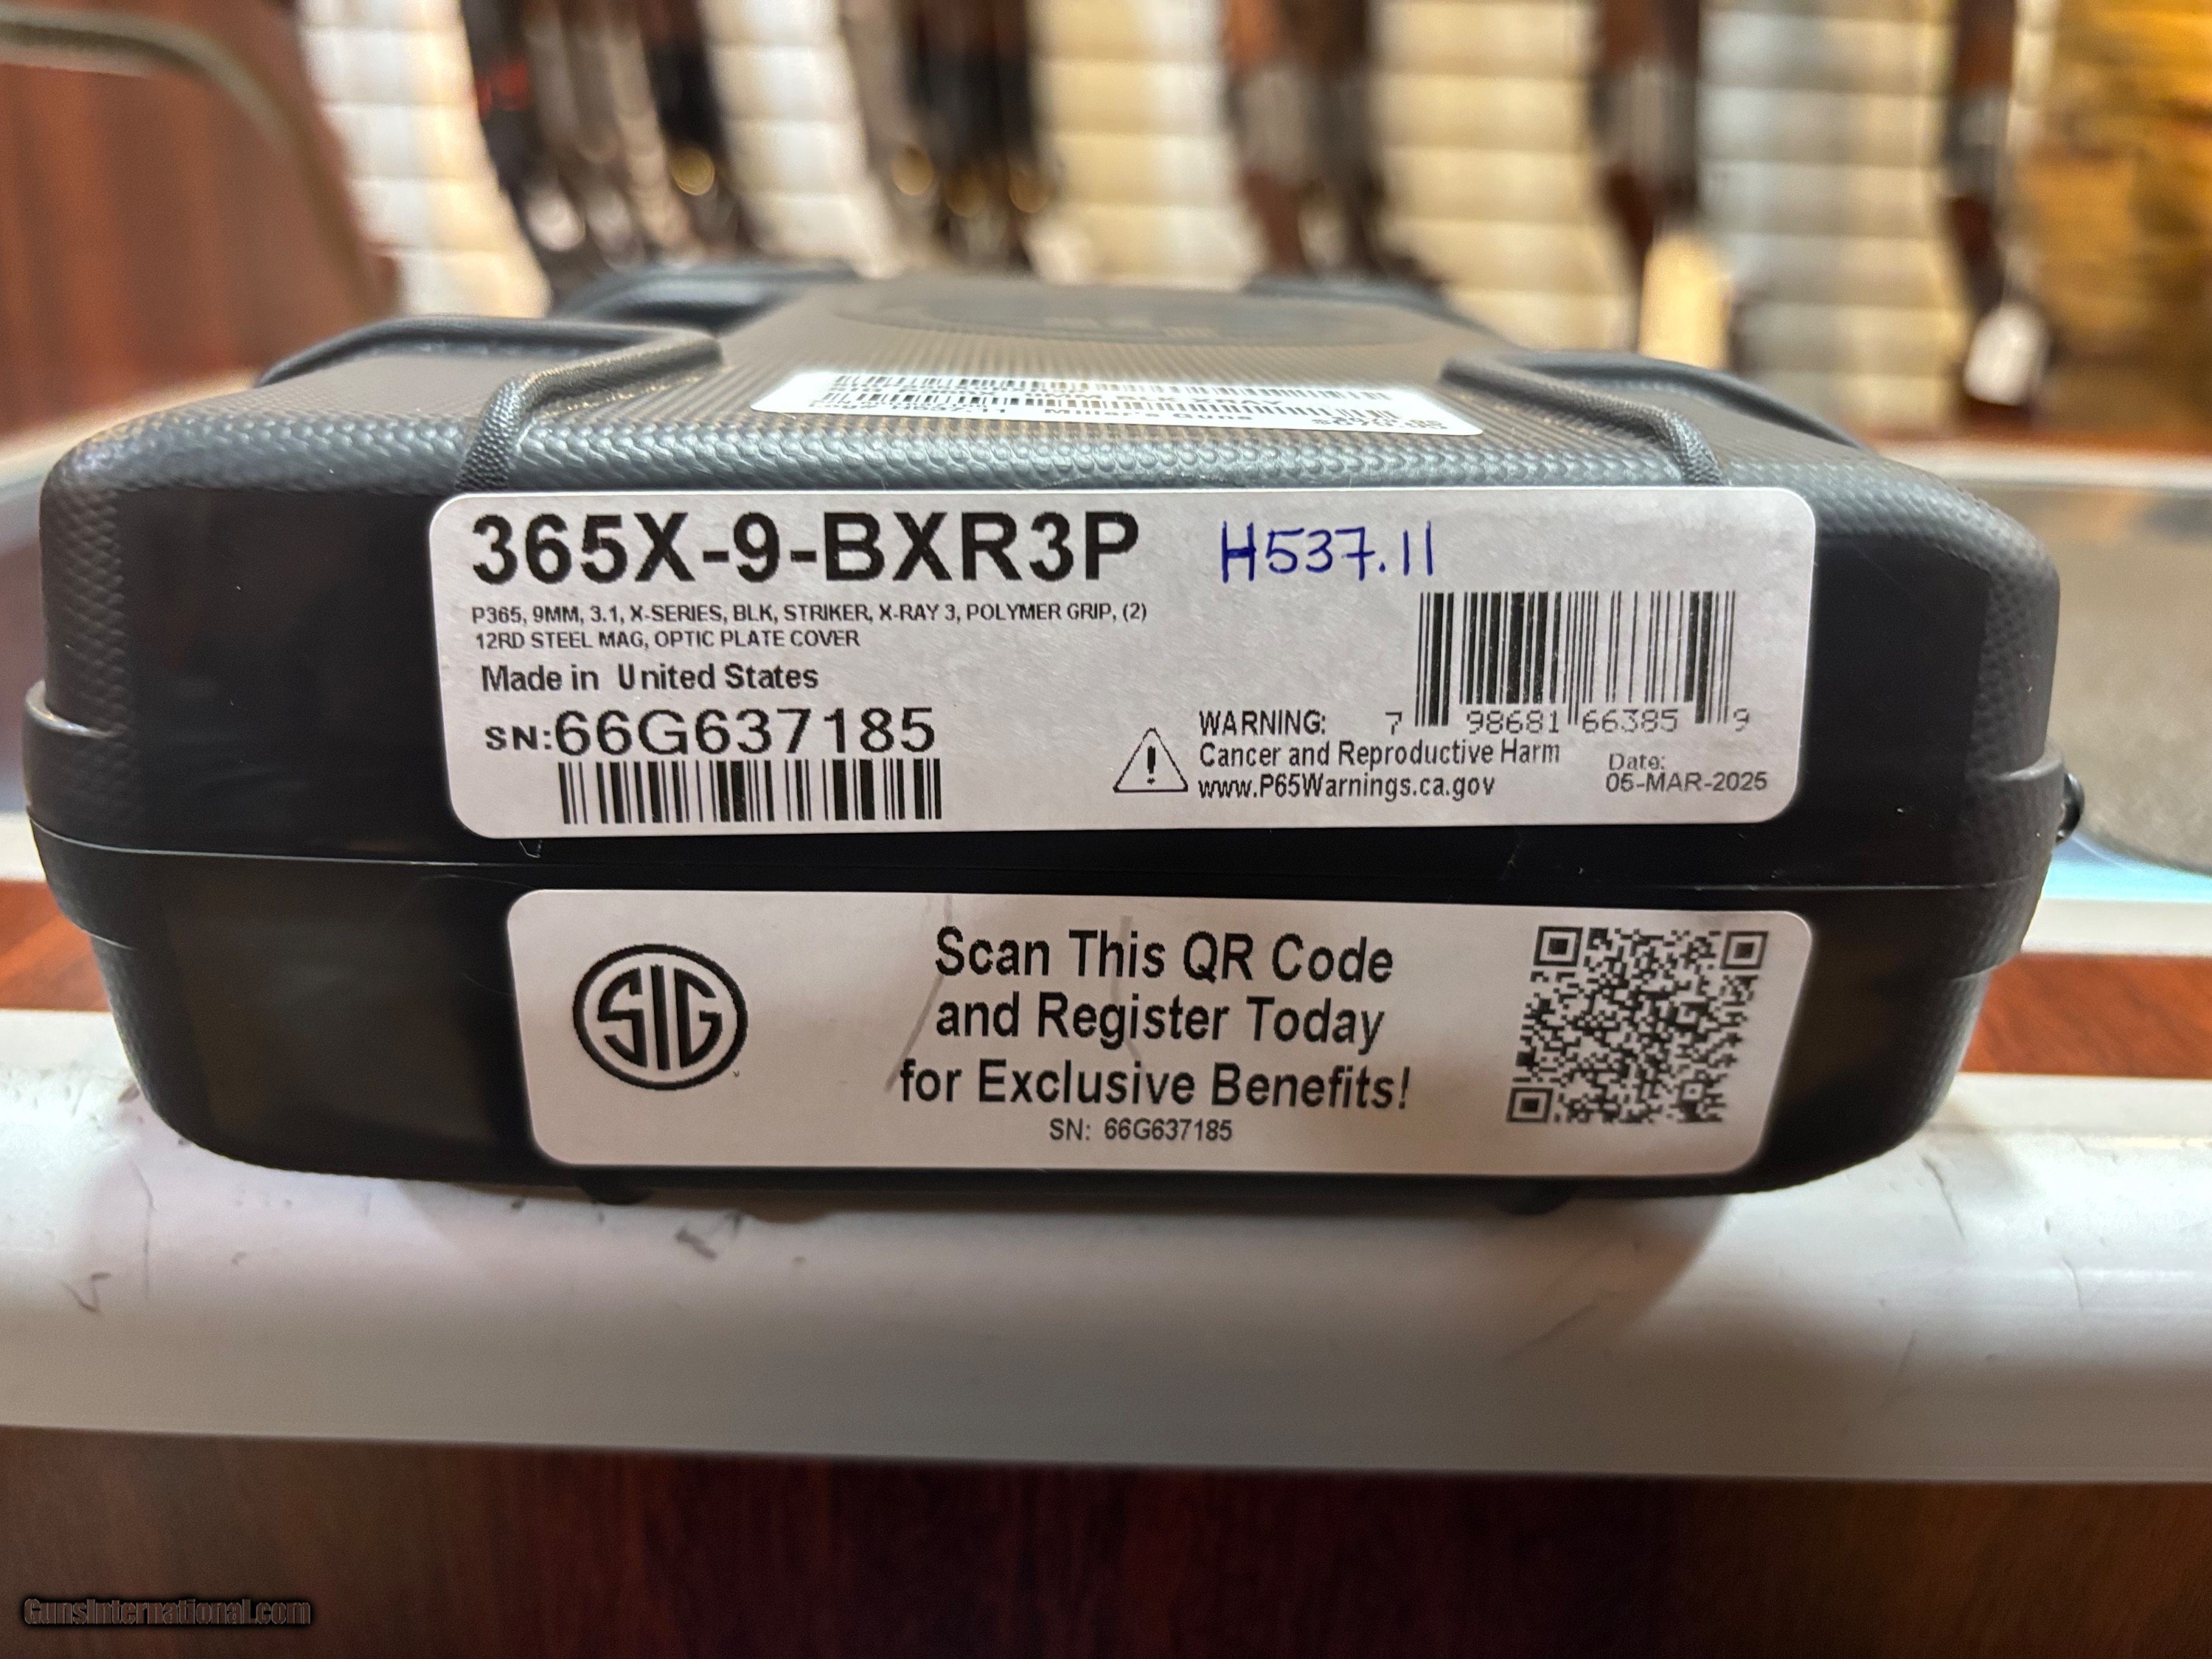 365X-9-BXR3P
H537.11
P365, 9MM, 3.1, X-SERIES, BLK, STRIKER, X-RAY 3, POLYMER GRIP, (2)
12RD STEEL MAG, OPTIC PLATE COVER
Made in United States
SN:66G637185
WARNING:
Cancer and Reproductive Harm
www.P65Warnings.ca.gov
7 98681 66385 9
Date:
05-MAR-2025
SIG
Scan This QR Code
and Register Today
for Exclusive Benefits!
SN: 66G637185
GunsInternational.com